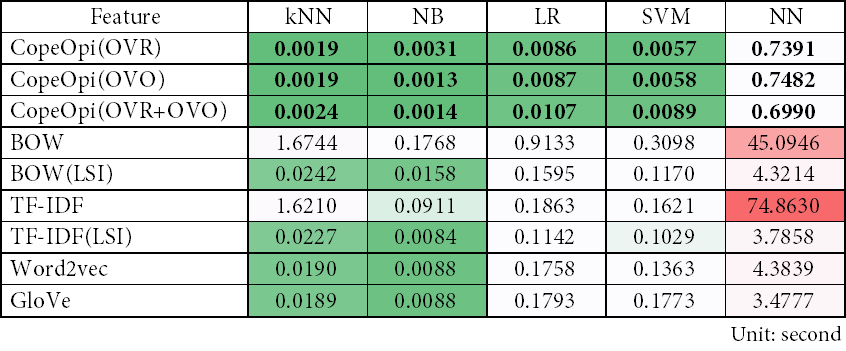 Feature kNN NB LR SVM NN
CopeOpi(OVR) 0.0019 0.0031 0.0086 0.0057 0.7391
CopeOpi(OVO) 0.0019 0.0013 0.0087 0.0058 0.7482
CopeOpi(OVR+OVO) 0.0024 0.0014 0.0107 0.0089 0.6990
BOW 1.6744 0.1768 0.9133 0.3098 45.0946
BOW(LSI) 0.0242 0.0158 0.1595 0.1170 4.3214
TF-IDF 1.6210 0.0911 0.1863 0.1621 74.8630
TF-IDF(LSI) 0.0227 0.0084 0.1142 0.1029 3.7858
Word2vec 0.0190 0.0088 0.1758 0.1363 4.3839
GloVe 0.0189 0.0088 0.1793 0.1773 3.4777
Unit: second